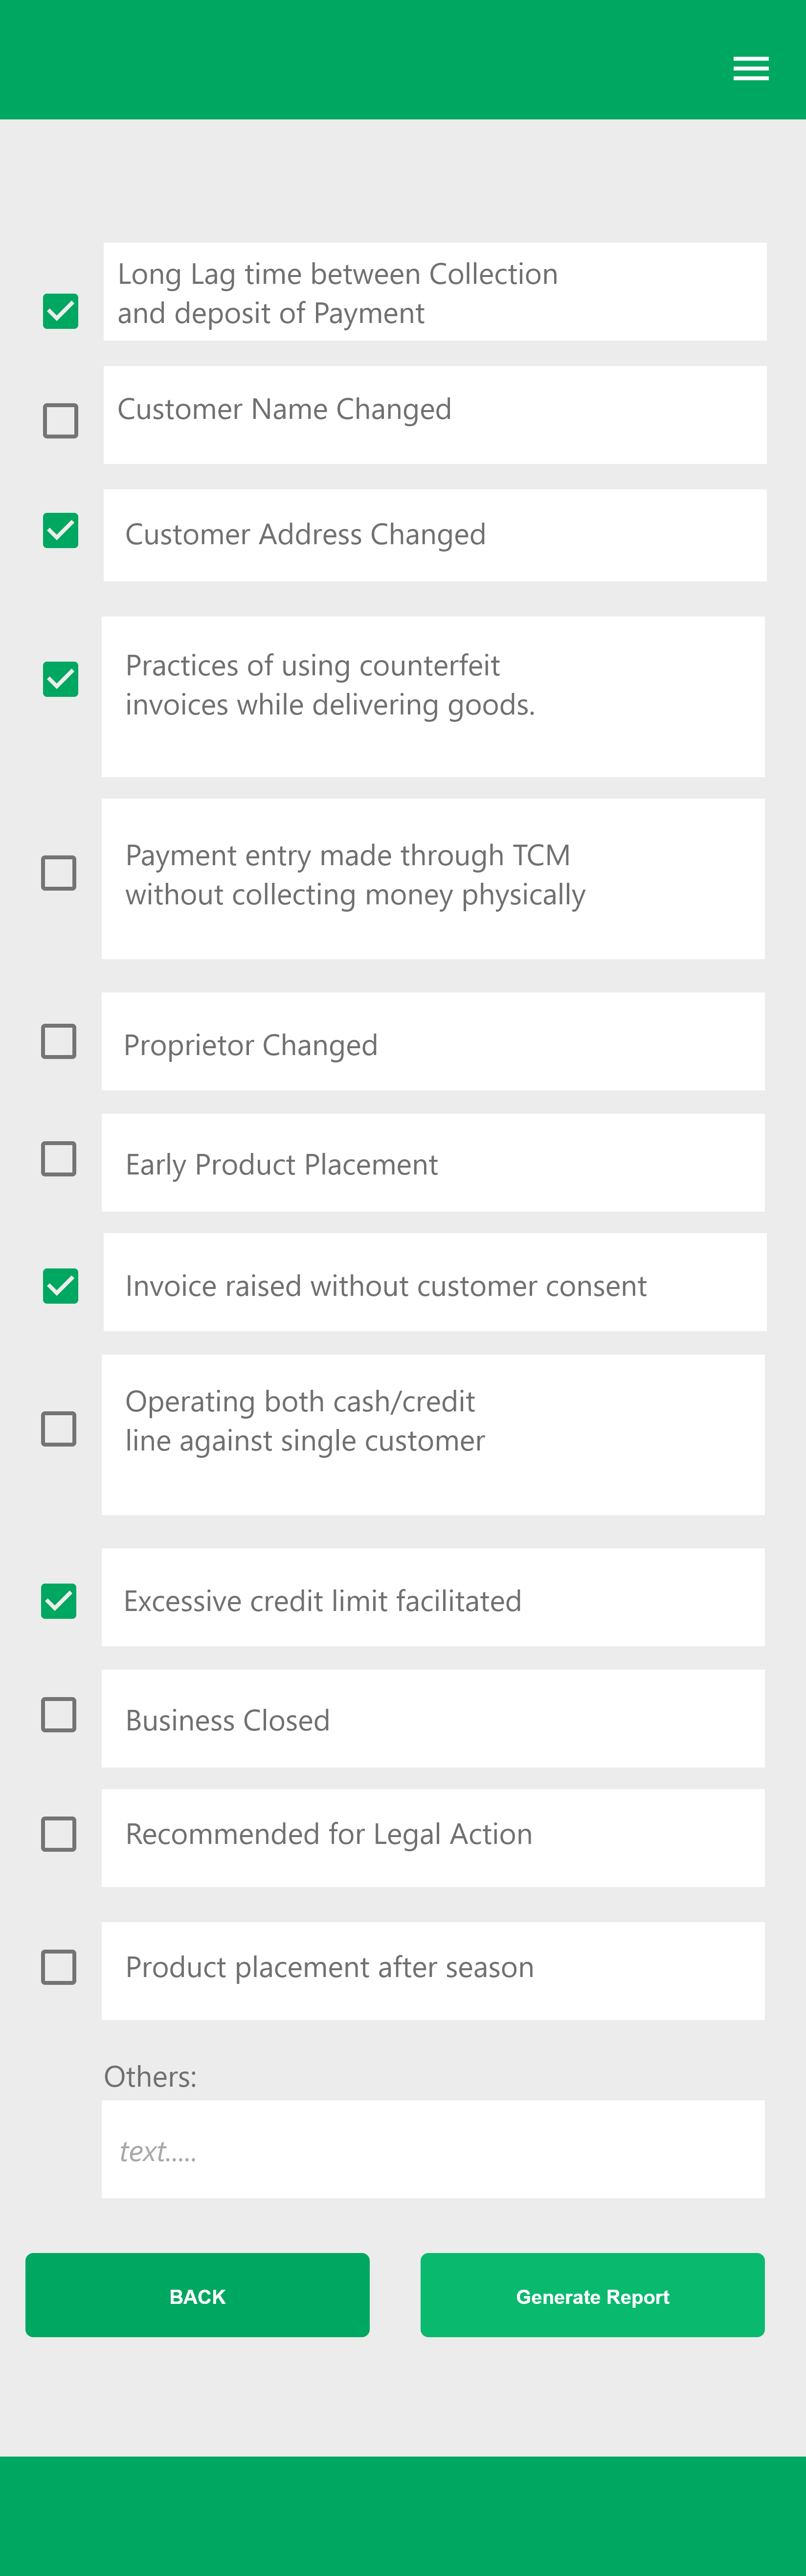 Long Lag time between Collection
and deposit of Payment
Customer Name Changed
Customer Address Changed
Practices of using counterfeit
invoices while delivering goods.
Payment entry made through TCM
without collecting money physically
Proprietor Changed
Early Product Placement
Invoice raised without customer consent
Operating both cash/credit
line against single customer
Excessive credit limit facilitated
Business Closed
Recommended for Legal Action
Product placement after season
Others:
text.....
BACK
Generate Report